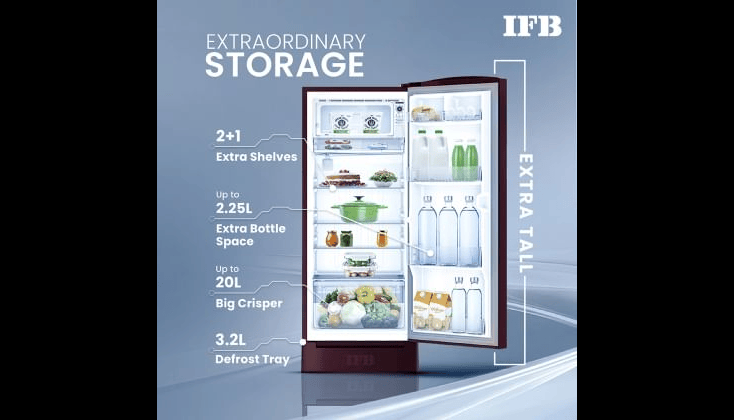 IFB
EXTRAORDINARY
STORAGE
2+1
Extra Shelves
Up to
2.25L
Extra Bottle
Space
Up to
20L
Big Crisper
3.2L
Defrost Tray
EXTRA TALL
IFB